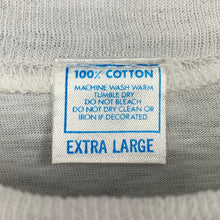 100% COTTON
MACHINE WASH WARM
TUMBLE DRY
DO NOT BLEACH
DO NOT DRY CLEAN OR
IRON IF DECORATED
EXTRA LARGE